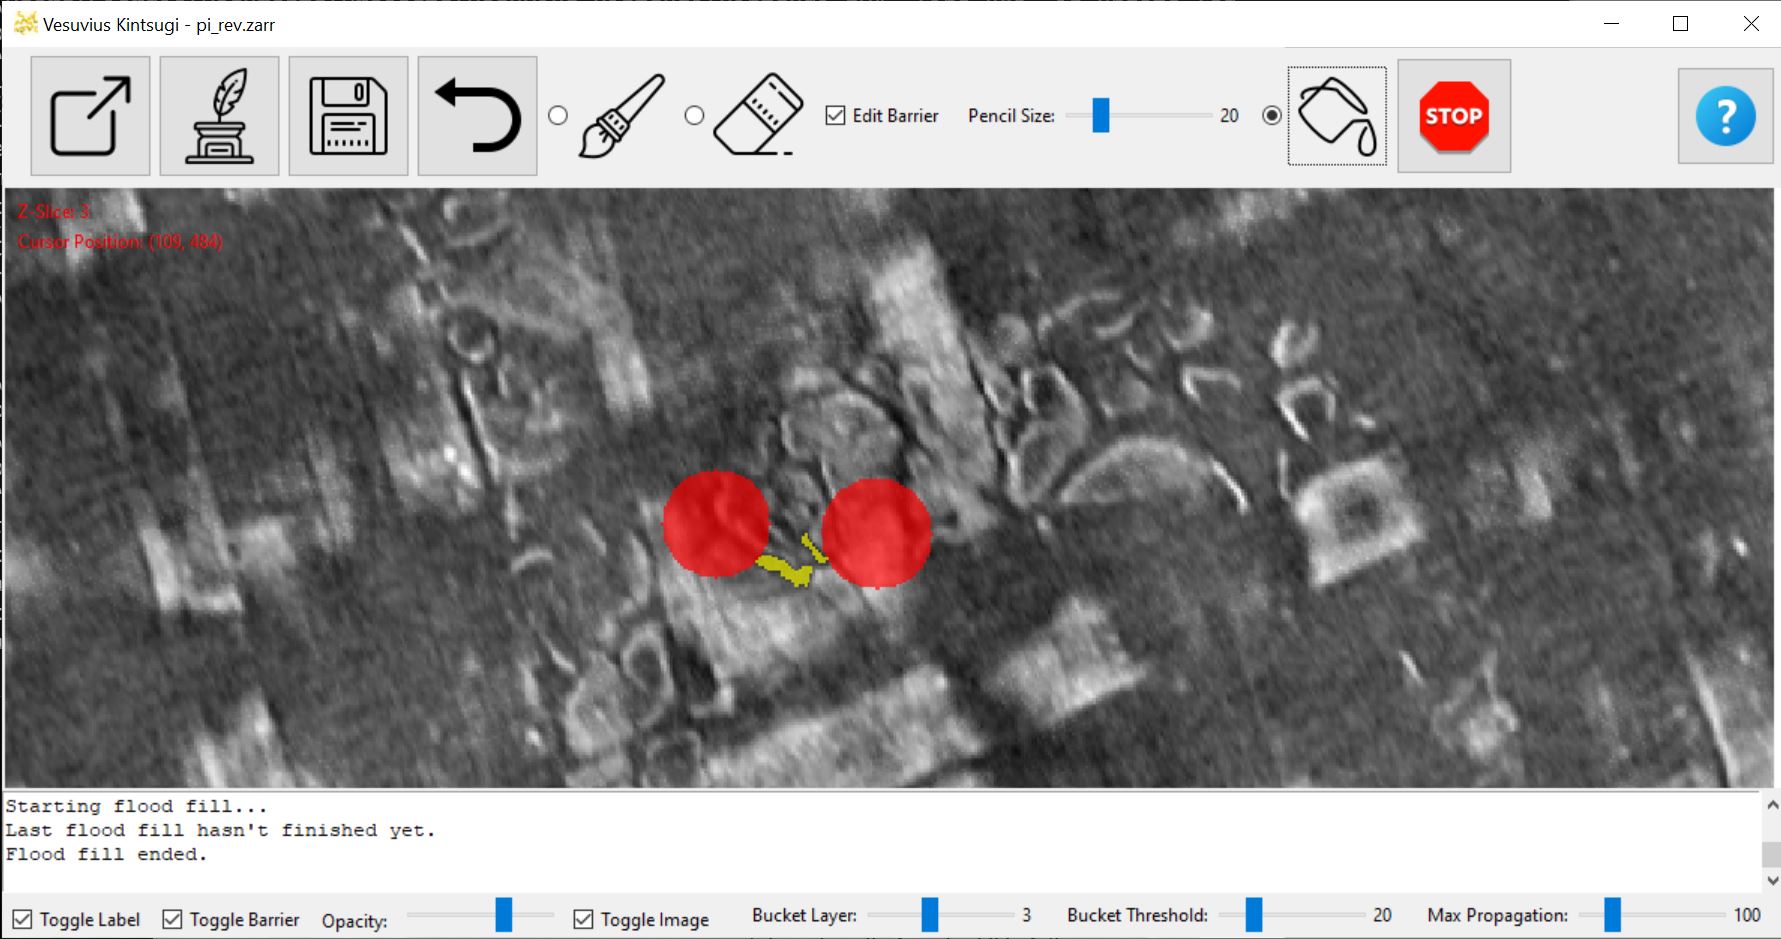 Vesuvius Kintsugi - pi_rev.zarr
Edit Barrier
Pencil Size:
20
STOP
?
Z-Slice: 3
Cursor Position: (109, 484)
Starting flood fill...
Last flood fill hasn't finished yet.
Flood fill ended.
Toggle Label
Toggle Barrier
Opacity:
Toggle Image
Bucket Layer:
3
Bucket Threshold:
20
Max Propagation:
100